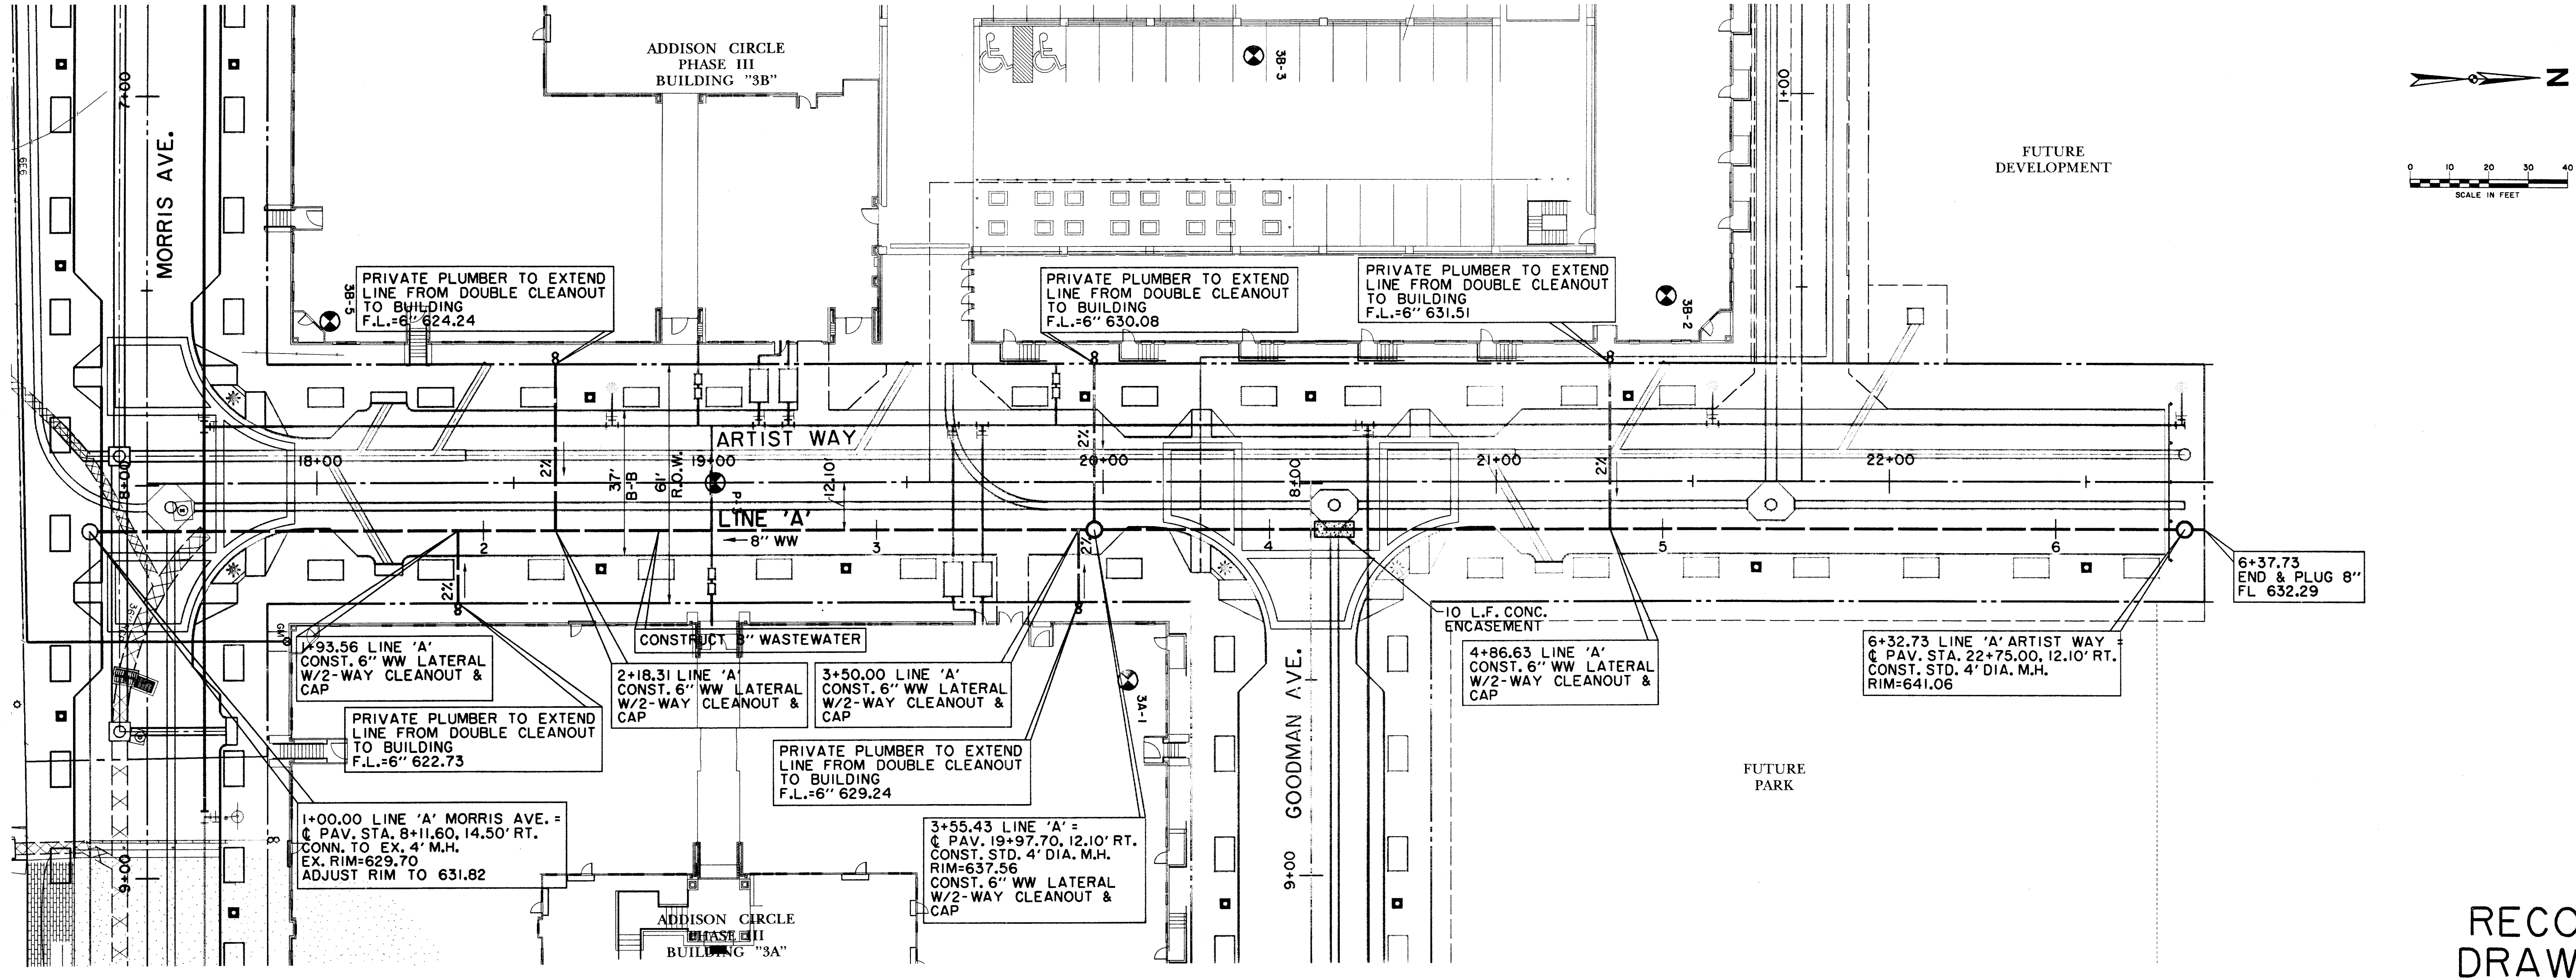 ADDISON CIRCLE
PHASE III
BUILDING "3B"
3B-3
7+00
MORRIS AVE.
1+00
N
FUTURE
DEVELOPMENT
0 10 20 30 40
SCALE IN FEET
639
3B-5
PRIVATE PLUMBER TO EXTEND
LINE FROM DOUBLE CLEANOUT
TO BUILDING
F.L.=6" 624.24
PRIVATE PLUMBER TO EXTEND
LINE FROM DOUBLE CLEANOUT
TO BUILDING
F.L.=6" 630.08
PRIVATE PLUMBER TO EXTEND
LINE FROM DOUBLE CLEANOUT
TO BUILDING
F.L.=6" 631.51
3B-2
ARTIST WAY
18+00
19+00
20+00
21+00
22+00
8+00
8+00
2%
2%
2%
37'
B-B
61'
R.O.W.
12.10'
LINE 'A'
8" WW
2
3
4
5
6
2%
2%
6+37.73
END & PLUG 8"
FL 632.29
10 L.F. CONC.
ENCASEMENT
CONSTRUCT 8" WASTEWATER
GM
1+93.56 LINE 'A'
CONST. 6" WW LATERAL
W/2-WAY CLEANOUT &
CAP
2+18.31 LINE 'A'
CONST. 6" WW LATERAL
W/2-WAY CLEANOUT &
CAP
3+50.00 LINE 'A'
CONST. 6" WW LATERAL
W/2-WAY CLEANOUT &
CAP
4+86.63 LINE 'A'
CONST. 6" WW LATERAL
W/2-WAY CLEANOUT &
CAP
6+32.73 LINE 'A' ARTIST WAY =
℄ PAV. STA. 22+75.00, 12.10' RT.
CONST. STD. 4' DIA. M.H.
RIM=641.06
3A-1
PRIVATE PLUMBER TO EXTEND
LINE FROM DOUBLE CLEANOUT
TO BUILDING
F.L.=6" 622.73
PRIVATE PLUMBER TO EXTEND
LINE FROM DOUBLE CLEANOUT
TO BUILDING
F.L.=6" 629.24
GOODMAN AVE.
FUTURE
PARK
1+00.00 LINE 'A' MORRIS AVE. =
℄ PAV. STA. 8+11.60, 14.50' RT.
CONN. TO EX. 4' M.H.
EX. RIM=629.70
ADJUST RIM TO 631.82
3+55.43 LINE 'A' =
℄ PAV. 19+97.70, 12.10' RT.
CONST. STD. 4' DIA. M.H.
RIM=637.56
CONST. 6" WW LATERAL
W/2-WAY CLEANOUT &
CAP
9+00
9+00
ADDISON CIRCLE
PHASE III
BUILDING "3A"
RECO
DRAW